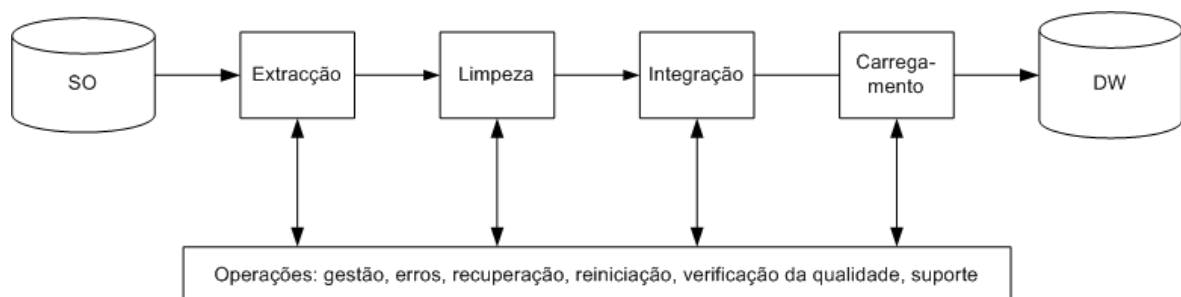 SO
Extracção
Limpeza
Integração
Carrega-
mento
DW
Operações: gestão, erros, recuperação, reiniciação, verificação da qualidade, suporte